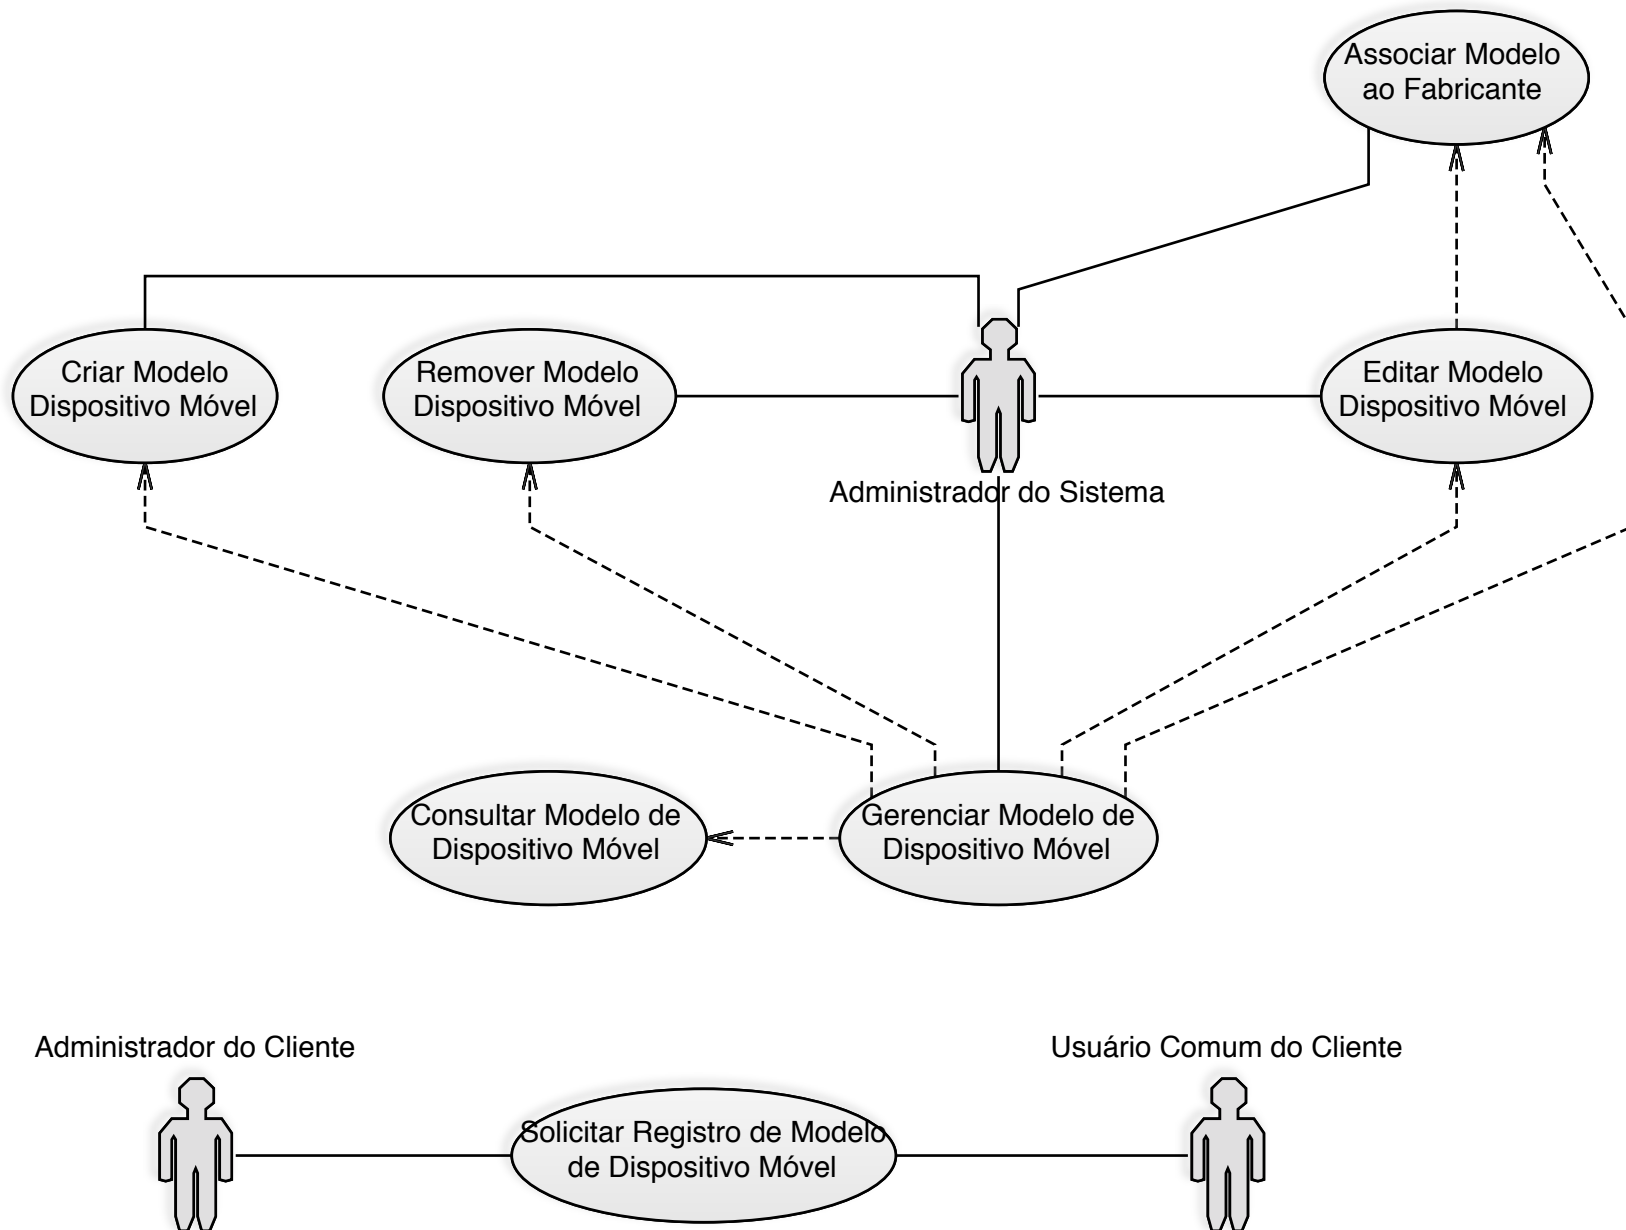 Associar Modelo
ao Fabricante
Criar Modelo
Dispositivo Móvel
Remover Modelo
Dispositivo Móvel
Editar Modelo
Dispositivo Móvel
Administrador do Sistema
Consultar Modelo de
Dispositivo Móvel
Gerenciar Modelo de
Dispositivo Móvel
Administrador do Cliente
Usuário Comum do Cliente
Solicitar Registro de Modelo
de Dispositivo Móvel